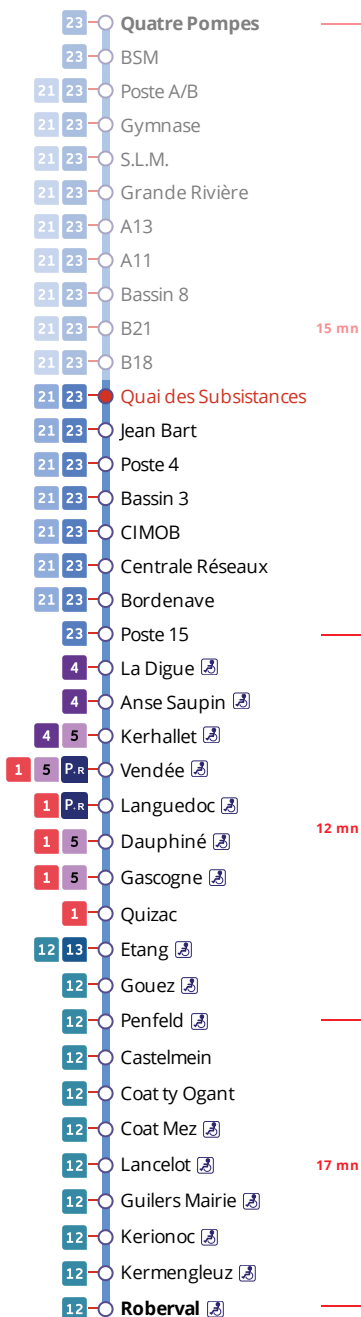 23 Quatre Pompes
23 BSM
21 23 Poste A/B
21 23 Gymnase
21 23 S.L.M.
21 23 Grande Rivière
21 23 A13
21 23 A11
21 23 Bassin 8
21 23 B21 15 mn
21 23 B18
21 23 Quai des Subsistances
21 23 Jean Bart
21 23 Poste 4
21 23 Bassin 3
21 23 CIMOB
21 23 Centrale Réseaux
21 23 Bordenave
23 Poste 15
4 La Digue
4 Anse Saupin
4 5 Kerhallet
1 5 P.R Vendée
1 P.R Languedoc
1 5 Dauphiné 12 mn
1 5 Gascogne
1 Quizac
12 13 Etang
12 Gouez
12 Penfeld
12 Castelmein
12 Coat ty Ogant
12 Coat Mez
12 Lancelot 17 mn
12 Guilers Mairie
12 Kerionoc
12 Kermengleuz
12 Roberval